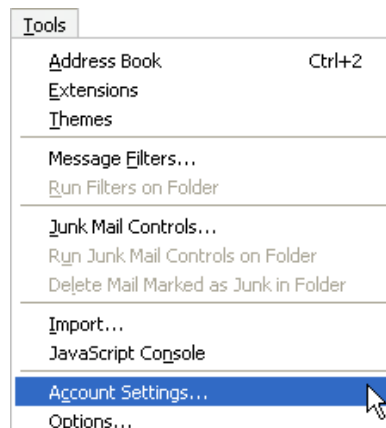 Tools
Address Book Ctrl+2
Extensions
Themes
Message Filters...
Run Filters on Folder
Junk Mail Controls...
Run Junk Mail Controls on Folder
Delete Mail Marked as Junk in Folder
Import...
JavaScript Console
Account Settings...
Options...